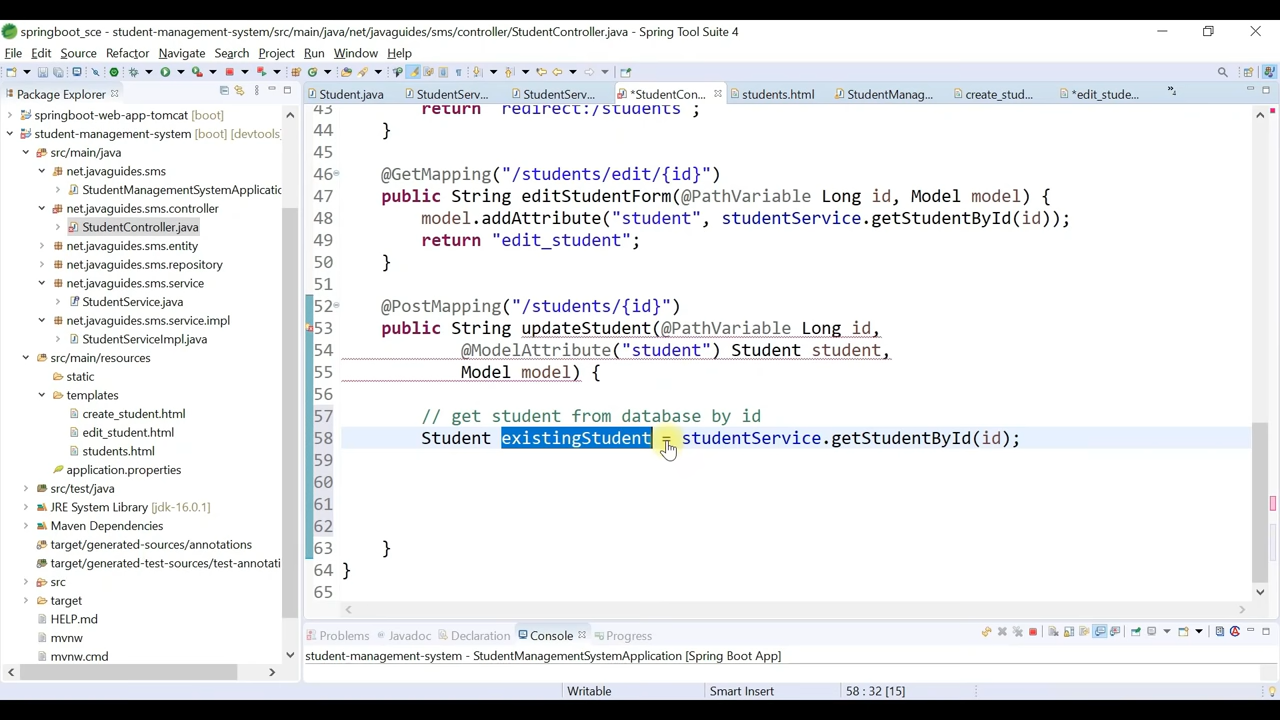 springboot_sce - student-management-system/src/main/java/net/javaguides/sms/controller/StudentController.java - Spring Tool Suite 4
File Edit Source Refactor Navigate Search Project Run Window Help
Package Explorer
Student.java StudentServ... StudentServ... *StudentCon... students.html StudentManag... create_stud... *edit_stude... »4
springboot-web-app-tomcat [boot]
student-management-system [boot] [devtools]
src/main/java
net.javaguides.sms
StudentManagementSystemApplicatic
net.javaguides.sms.controller
StudentController.java
net.javaguides.sms.entity
net.javaguides.sms.repository
net.javaguides.sms.service
StudentService.java
net.javaguides.sms.service.impl
StudentServiceImpl.java
src/main/resources
static
templates
create_student.html
edit_student.html
students.html
application.properties
src/test/java
JRE System Library [jdk-16.0.1]
Maven Dependencies
target/generated-sources/annotations
target/generated-test-sources/test-annotati
src
target
HELP.md
mvnw
mvnw.cmd
43 return "redirect:/students";
44 }
45
46 @GetMapping("/students/edit/{id}")
47 public String editStudentForm(@PathVariable Long id, Model model) {
48 model.addAttribute("student", studentService.getStudentById(id));
49 return "edit_student";
50 }
51
52 @PostMapping("/students/{id}")
53 public String updateStudent(@PathVariable Long id,
54 @ModelAttribute("student") Student student,
55 Model model) {
56
57 // get student from database by id
58 Student existingStudent = studentService.getStudentById(id);
59
60
61
62
63 }
64 }
65
Problems Javadoc Declaration Console Progress
student-management-system - StudentManagementSystemApplication [Spring Boot App]
Writable Smart Insert 58 : 32 [15]